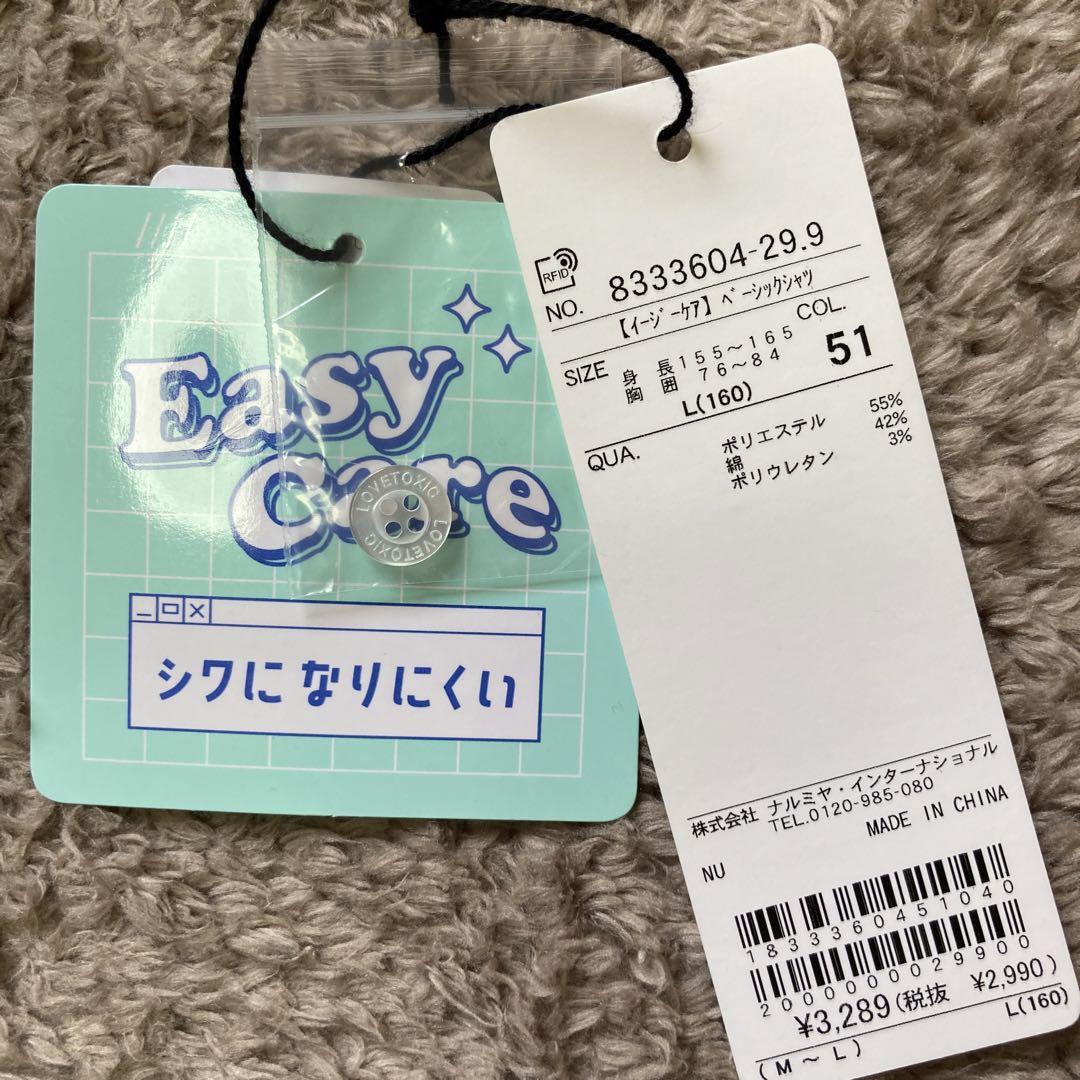 Easy
Care
LOVETOXIC LOVETOXIC
シワになりにくい
RFID
NO. 8333604-29.9
【ｲｰｼﾞｰｹｱ】ﾍﾞｰｼｯｸｼｬﾂ
SIZE 身長155～165 COL. 51
胸囲 76～84
L(160)
QUA. ポリエステル 55%
綿 42%
ポリウレタン 3%
株式会社 ナルミヤ・インターナショナル
TEL.0120-985-080
MADE IN CHINA
NU
1833360451040
2000000029900
¥3,289(税抜 ¥2,990)
L(160)
(M～L)